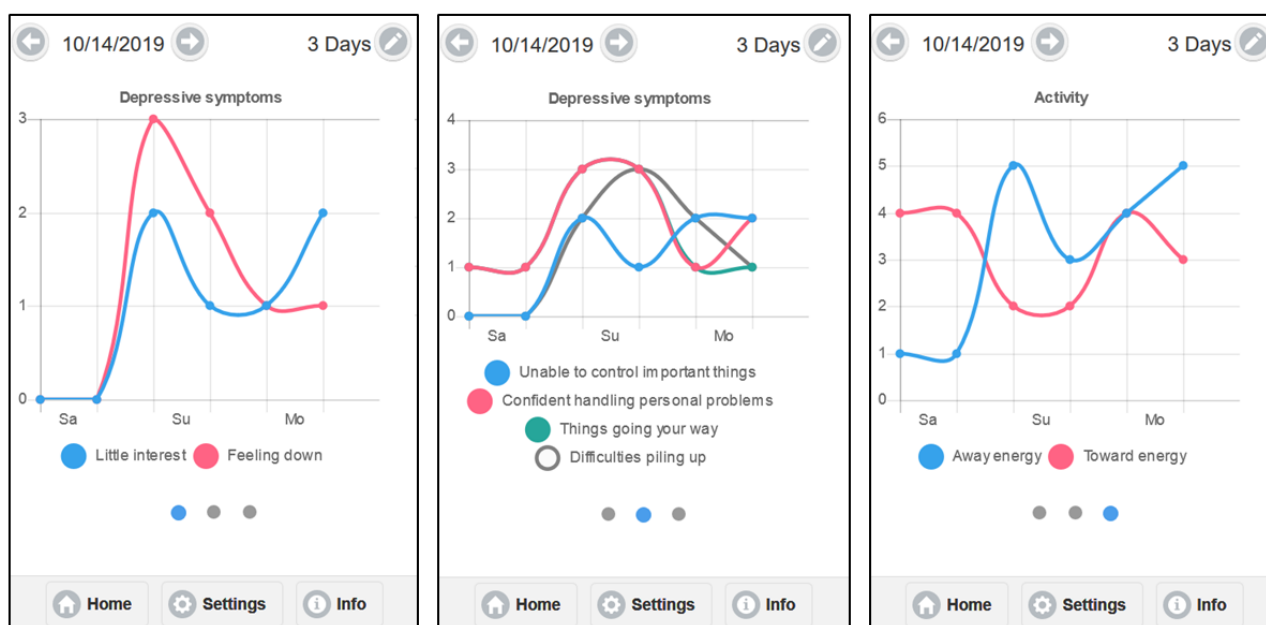 10/14/2019 3 Days
Depressive symptoms
3
2
1
0
Sa Su Mo
Little interest Feeling down
Home Settings Info
10/14/2019 3 Days
Depressive symptoms
4
3
2
1
0
Sa Su Mo
Unable to control important things
Confident handling personal problems
Things going your way
Difficulties piling up
Home Settings Info
10/14/2019 3 Days
Activity
6
5
4
3
2
1
0
Sa Su Mo
Away energy Toward energy
Home Settings Info